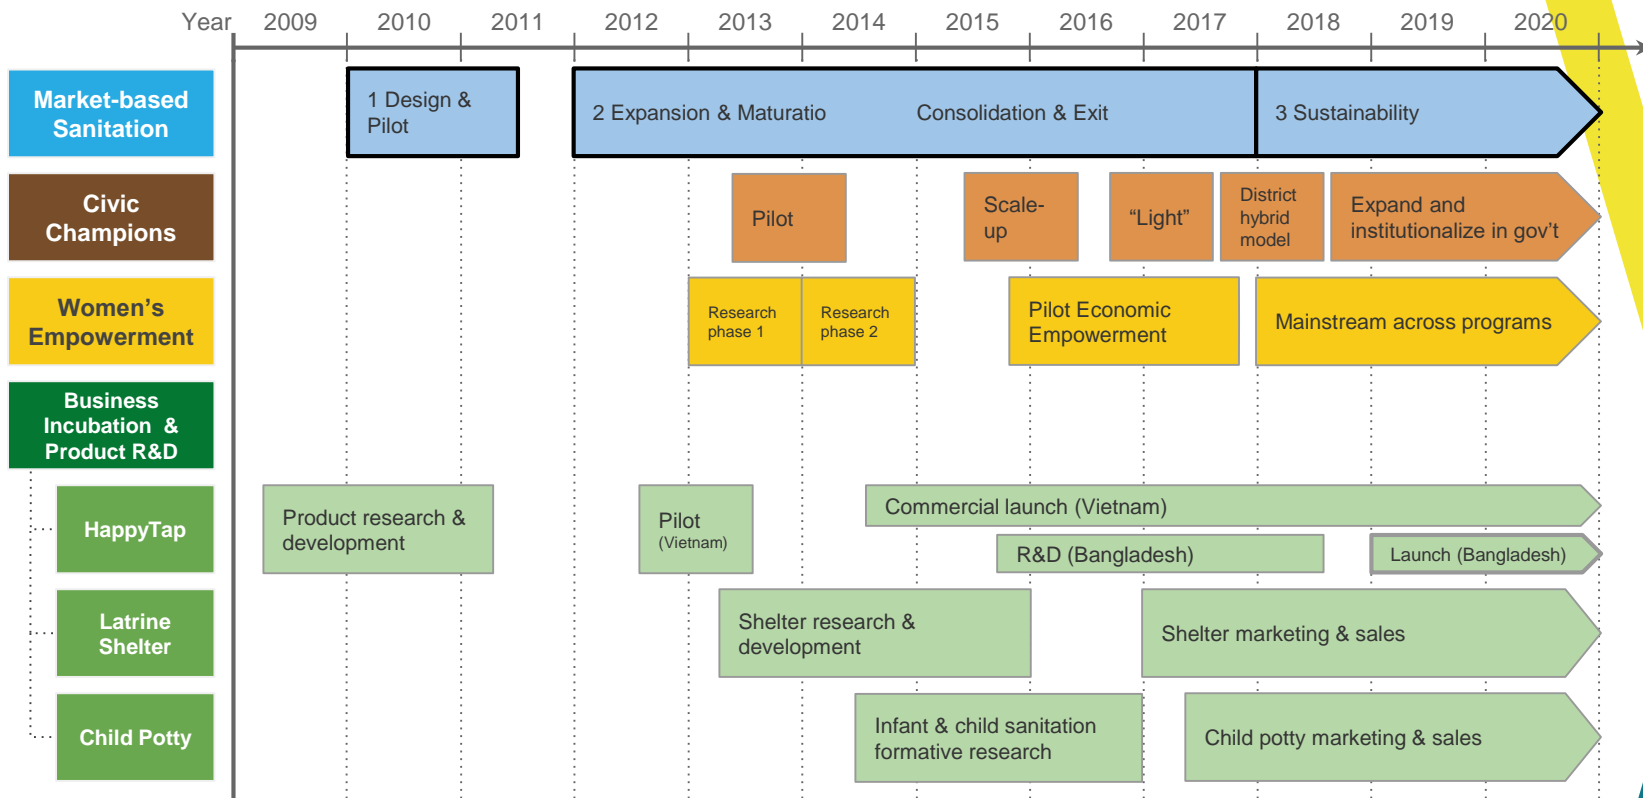 Year 2009 2010 2011 2012 2013 2014 2015 2016 2017 2018 2019 2020
Market-based
Sanitation
1 Design &
Pilot
2 Expansion & Maturatio
Consolidation & Exit
3 Sustainability
Civic
Champions
Pilot
Scale-
up
“Light”
District
hybrid
model
Expand and
institutionalize in gov’t
Women’s
Empowerment
Research
phase 1
Research
phase 2
Pilot Economic
Empowerment
Mainstream across programs
Business
Incubation &
Product R&D
HappyTap
Product research &
development
Pilot
(Vietnam)
Commercial launch (Vietnam)
R&D (Bangladesh)
Launch (Bangladesh)
Latrine
Shelter
Shelter research &
development
Shelter marketing & sales
Child Potty
Infant & child sanitation
formative research
Child potty marketing & sales